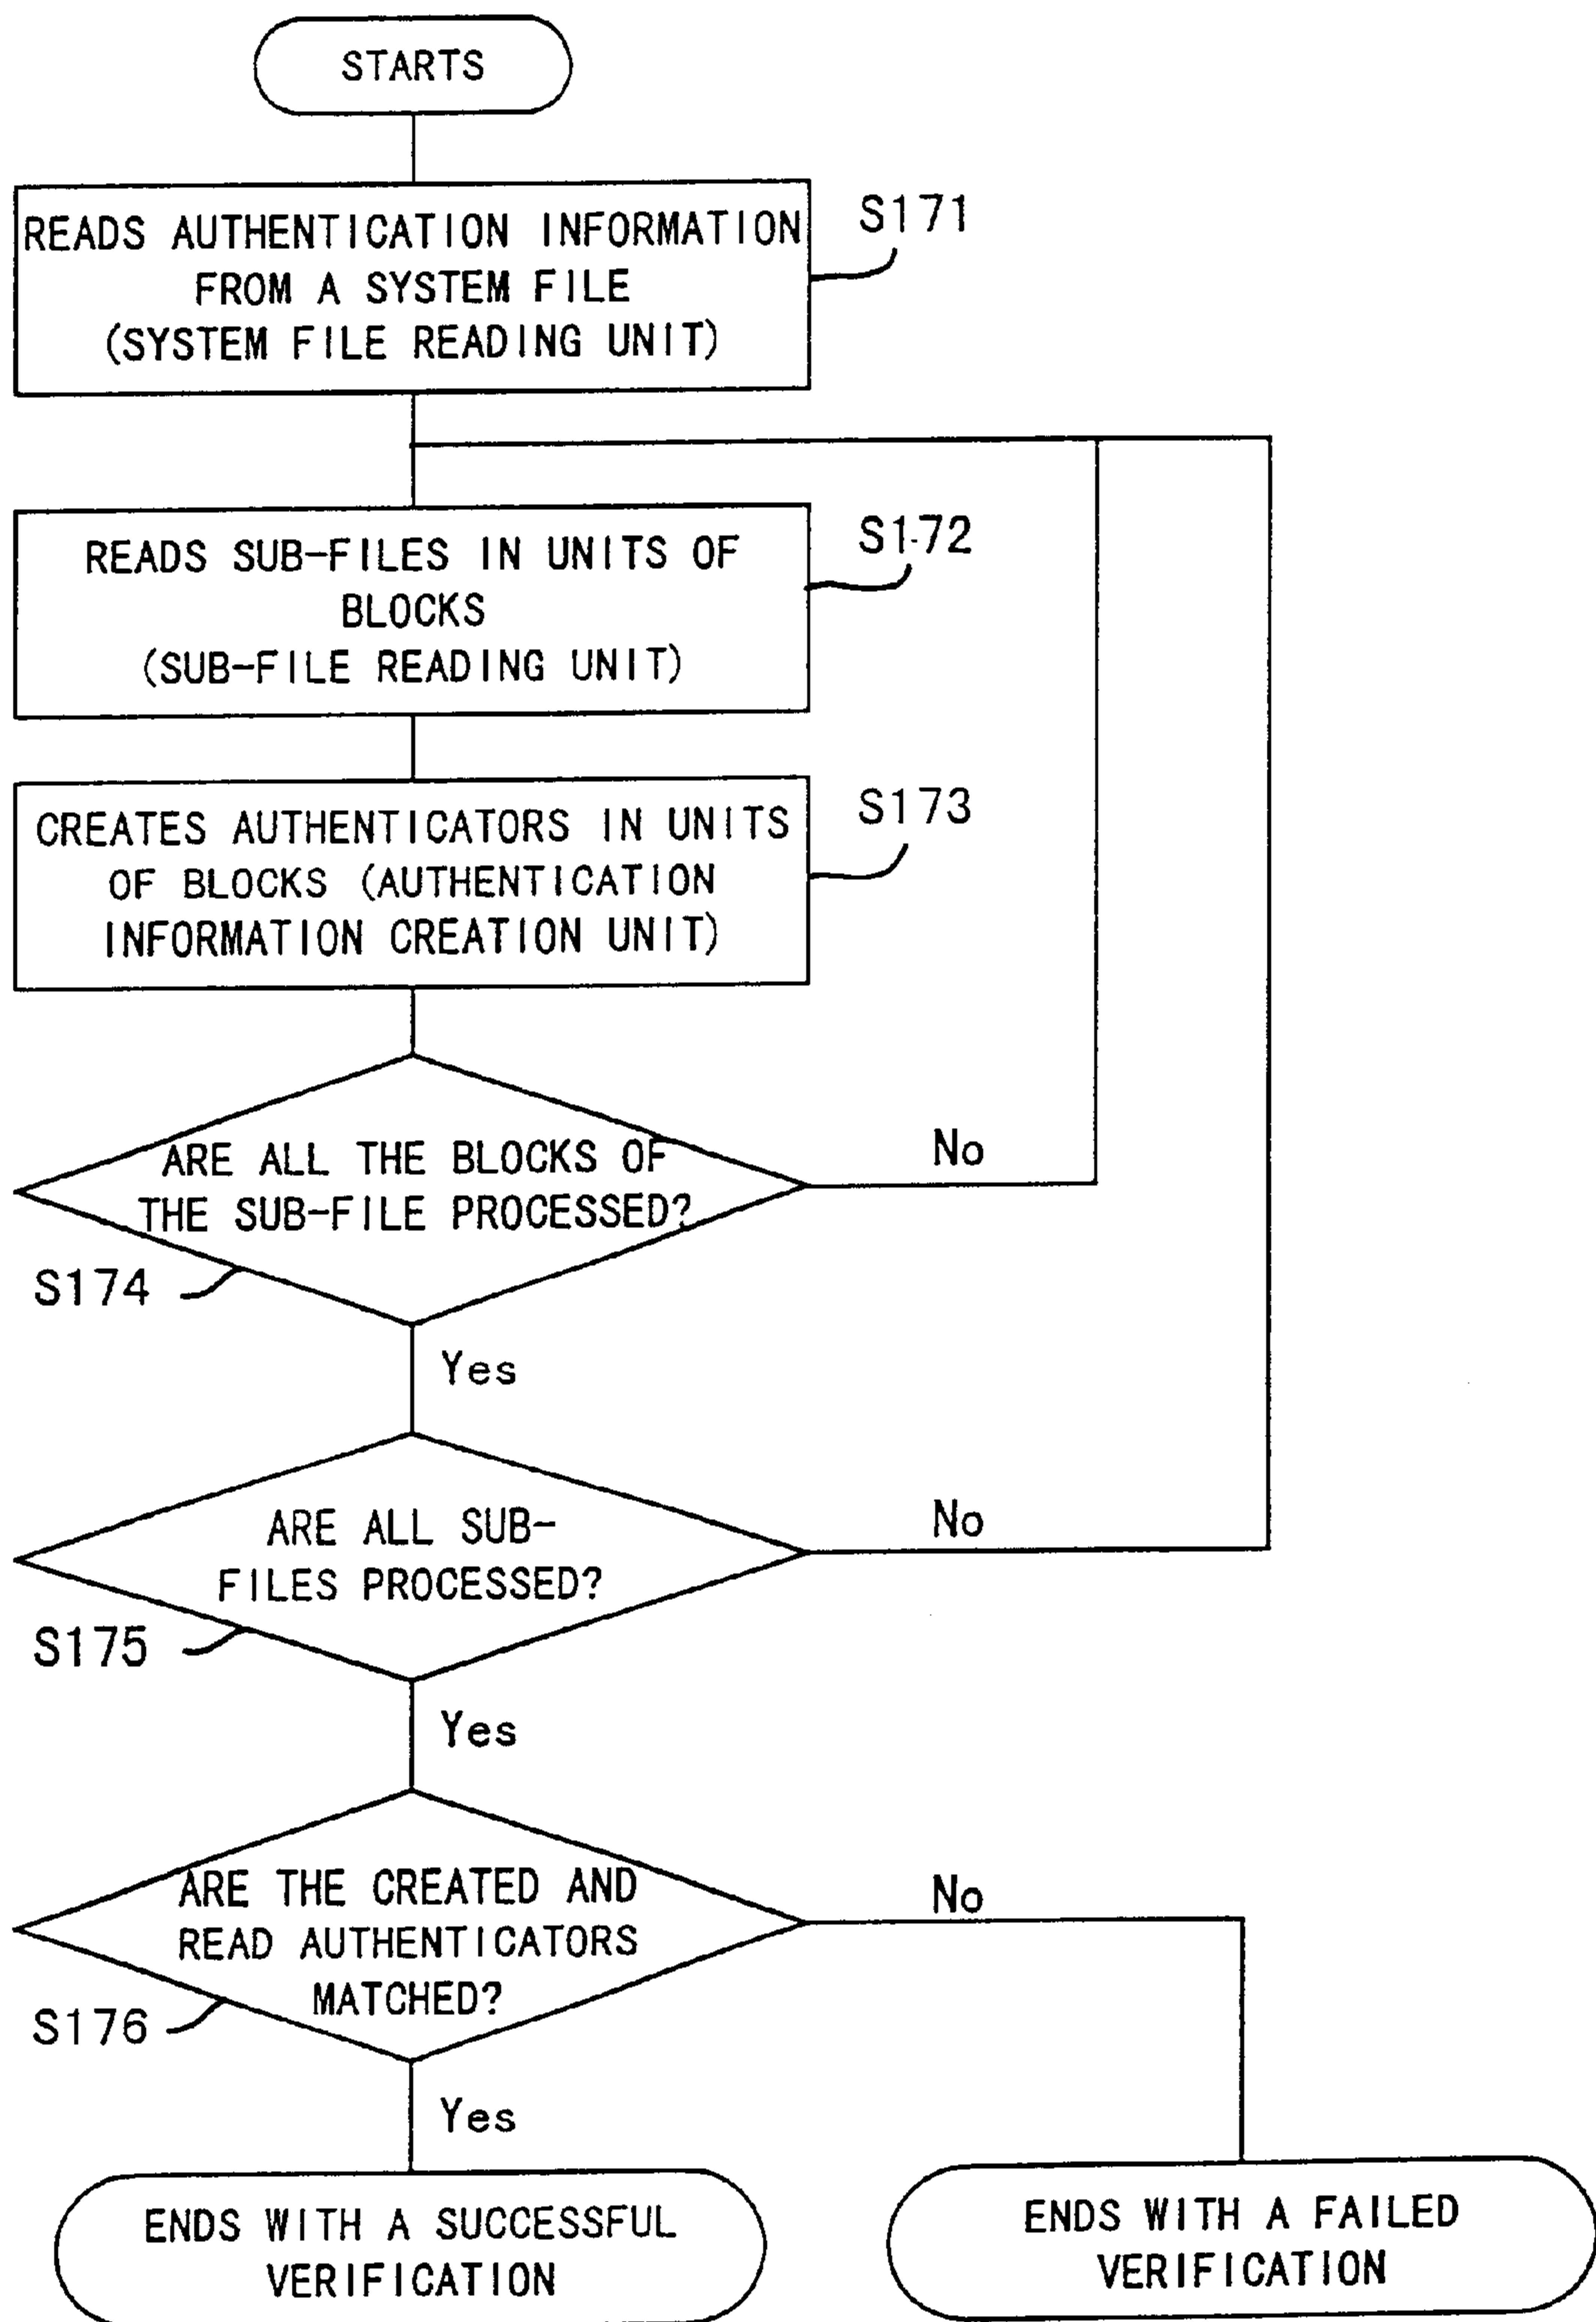 STARTS
READS AUTHENTICATION INFORMATION
FROM A SYSTEM FILE
(SYSTEM FILE READING UNIT)
S171
READS SUB-FILES IN UNITS OF
BLOCKS
(SUB-FILE READING UNIT)
S172
CREATES AUTHENTICATORS IN UNITS
OF BLOCKS (AUTHENTICATION
INFORMATION CREATION UNIT)
S173
ARE ALL THE BLOCKS OF
THE SUB-FILE PROCESSED?
No
S174
Yes
ARE ALL SUB-
FILES PROCESSED?
No
S175
Yes
ARE THE CREATED AND
READ AUTHENTICATORS
MATCHED?
No
S176
Yes
ENDS WITH A SUCCESSFUL
VERIFICATION
ENDS WITH A FAILED
VERIFICATION